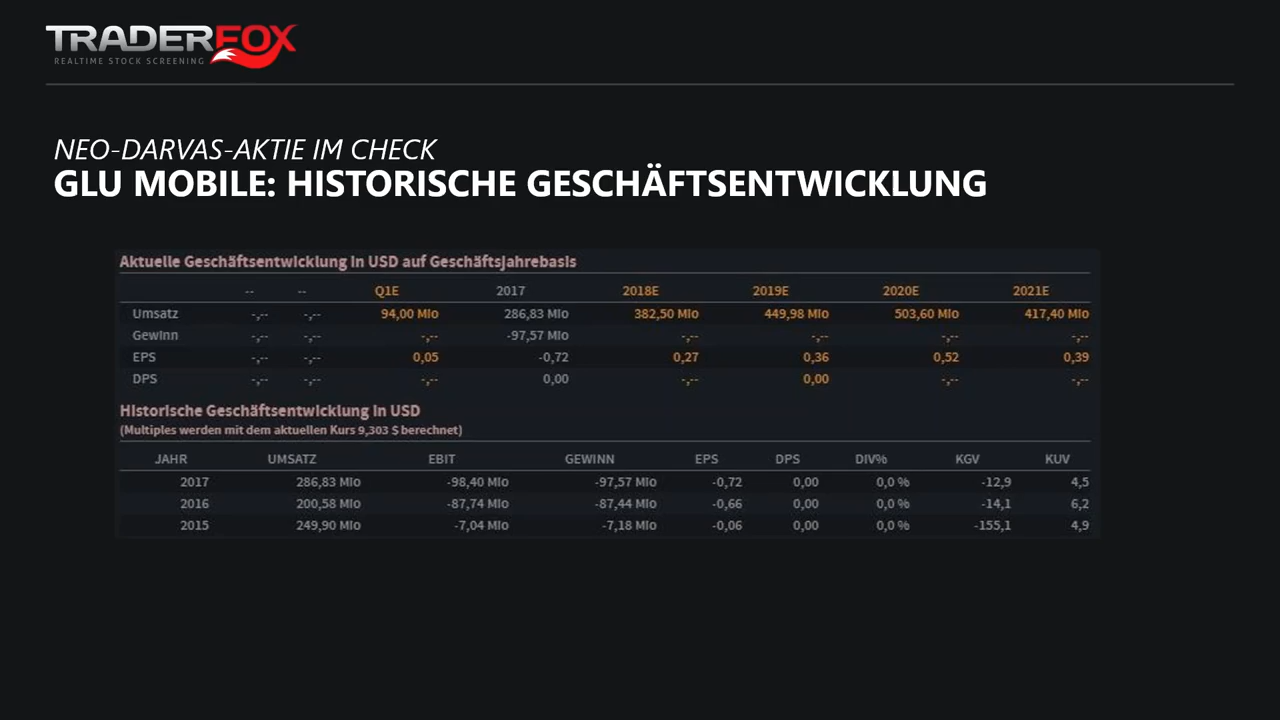 TRADERFOX
REALTIME STOCK SCREENING
NEO-DARVAS-AKTIE IM CHECK
GLU MOBILE: HISTORISCHE GESCHÄFTSENTWICKLUNG
Aktuelle Geschäftsentwicklung in USD auf Geschäftsjahrebasis
-- -- Q1E 2017 2018E 2019E 2020E 2021E
Umsatz -,-- -,-- 94,00 Mio 286,83 Mio 382,50 Mio 449,98 Mio 503,60 Mio 417,40 Mio
Gewinn -,-- -,-- -,-- -97,57 Mio -,-- -,-- -,-- -,--
EPS -,-- -,-- 0,05 -0,72 0,27 0,36 0,52 0,39
DPS -,-- -,-- -,-- 0,00 -,-- 0,00 -,-- -,--
Historische Geschäftsentwicklung in USD
(Multiples werden mit dem aktuellen Kurs 9,303 $ berechnet)
JAHR UMSATZ EBIT GEWINN EPS DPS DIV% KGV KUV
2017 286,83 Mio -98,40 Mio -97,57 Mio -0,72 0,00 0,0 % -12,9 4,5
2016 200,58 Mio -87,74 Mio -87,44 Mio -0,66 0,00 0,0 % -14,1 6,2
2015 249,90 Mio -7,04 Mio -7,18 Mio -0,06 0,00 0,0 % -155,1 4,9